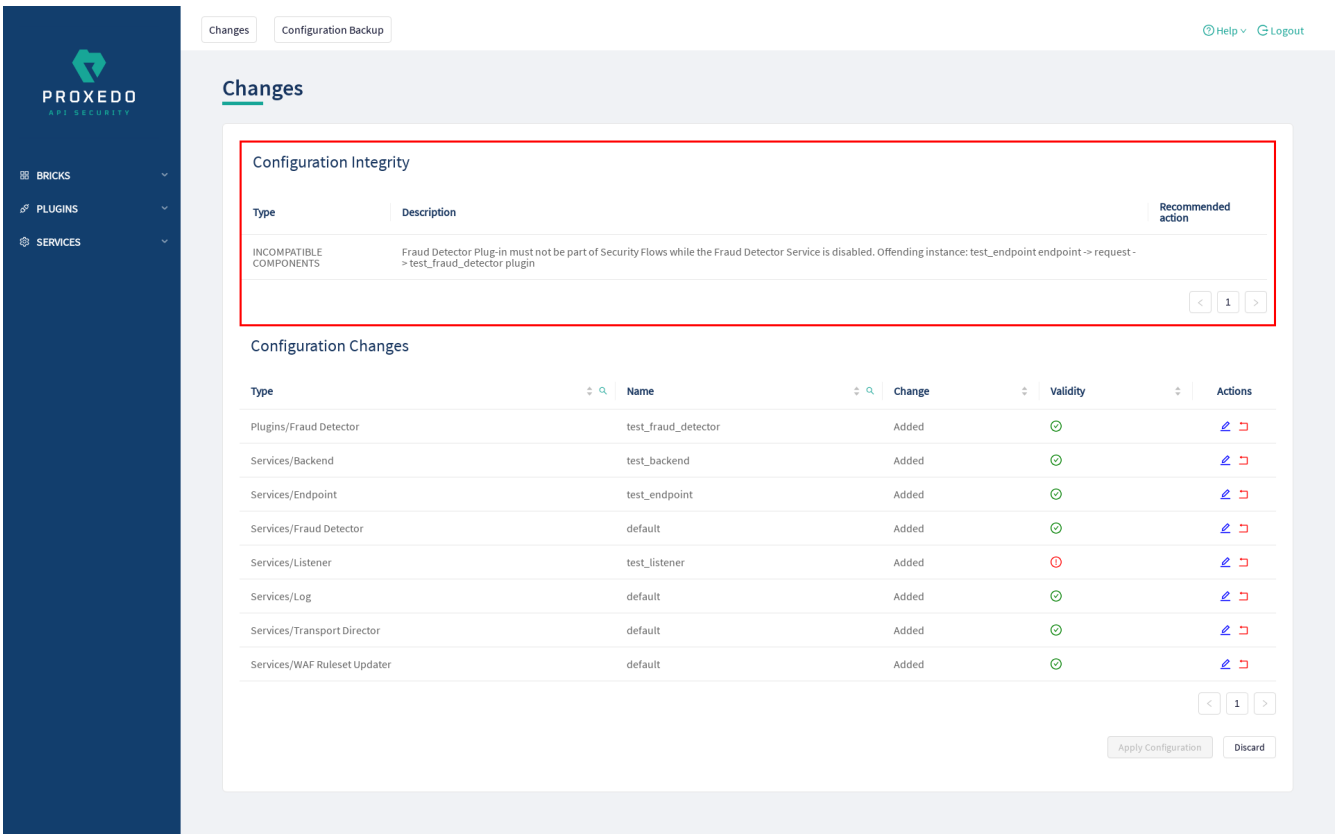 Changes
Configuration Backup
Help
Logout
PROXEDO
API SECURITY
BRICKS
PLUGINS
SERVICES
Changes
Configuration Integrity
Type
Description
Recommended
action
INCOMPATIBLE
COMPONENTS
Fraud Detector Plug-in must not be part of Security Flows while the Fraud Detector Service is disabled. Offending instance: test_endpoint endpoint -> request -
> test_fraud_detector plugin
< 1 >
Configuration Changes
Type Name Change Validity Actions
Plugins/Fraud Detector test_fraud_detector Added
Services/Backend test_backend Added
Services/Endpoint test_endpoint Added
Services/Fraud Detector default Added
Services/Listener test_listener Added
Services/Log default Added
Services/Transport Director default Added
Services/WAF Ruleset Updater default Added
< 1 >
Apply Configuration
Discard